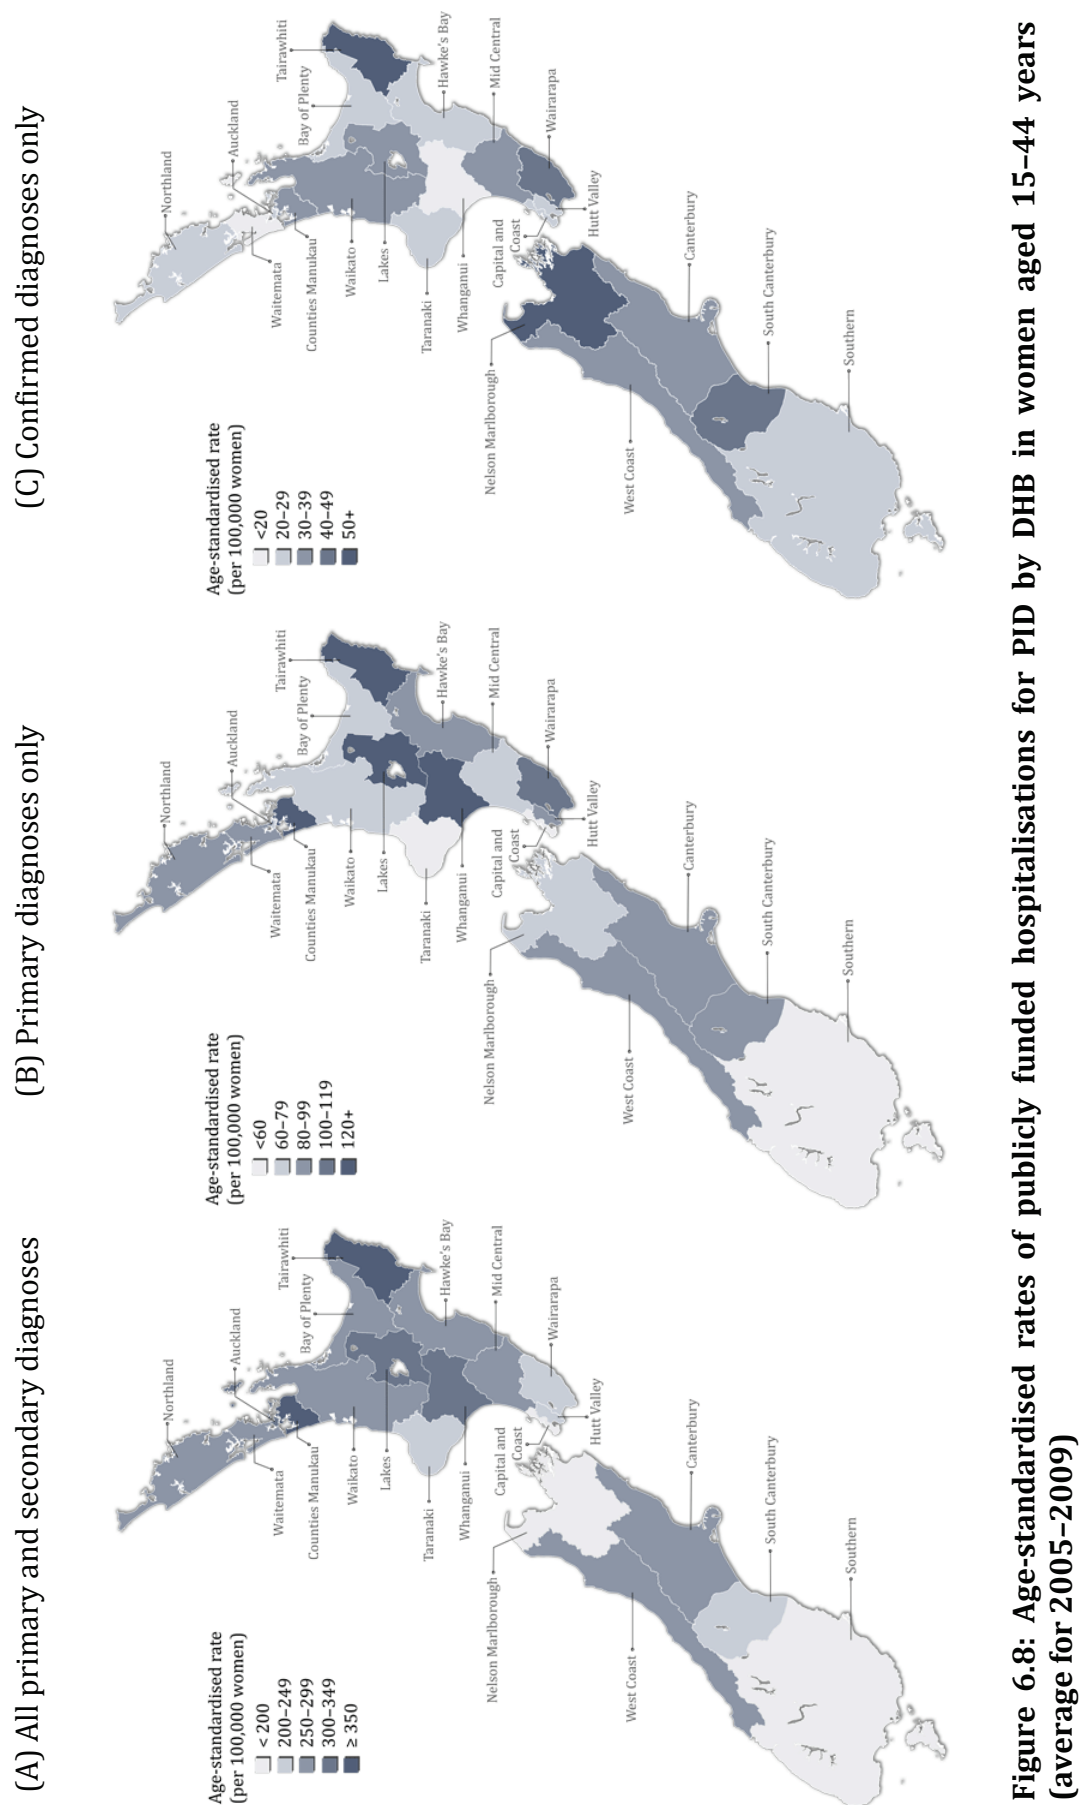 (A) All primary and secondary diagnoses
Age-standardised rate
(per 100,000 women)
< 200
200–249
250–299
300–349
≥ 350
Northland
Auckland
Bay of Plenty
Tairawhiti
Waitemata
Counties Manukau
Waikato
Lakes
Taranaki
Whanganui
Hawke's Bay
Mid Central
Wairarapa
Capital and
Coast
Hutt Valley
Nelson Marlborough
West Coast
Canterbury
South Canterbury
Southern
(B) Primary diagnoses only
Age-standardised rate
(per 100,000 women)
<60
60–79
80–99
100–119
120+
Northland
Auckland
Bay of Plenty
Tairawhiti
Waitemata
Counties Manukau
Waikato
Lakes
Taranaki
Whanganui
Hawke's Bay
Mid Central
Wairarapa
Capital and
Coast
Hutt Valley
Nelson Marlborough
West Coast
Canterbury
South Canterbury
Southern
(C) Confirmed diagnoses only
Age-standardised rate
(per 100,000 women)
<20
20–29
30–39
40–49
50+
Northland
Auckland
Bay of Plenty
Tairawhiti
Waitemata
Counties Manukau
Waikato
Lakes
Taranaki
Whanganui
Hawke's Bay
Mid Central
Wairarapa
Capital and
Coast
Hutt Valley
Nelson Marlborough
West Coast
Canterbury
South Canterbury
Southern
Figure 6.8: Age-standardised rates of publicly funded hospitalisations for PID by DHB in women aged 15–44 years
(average for 2005–2009)